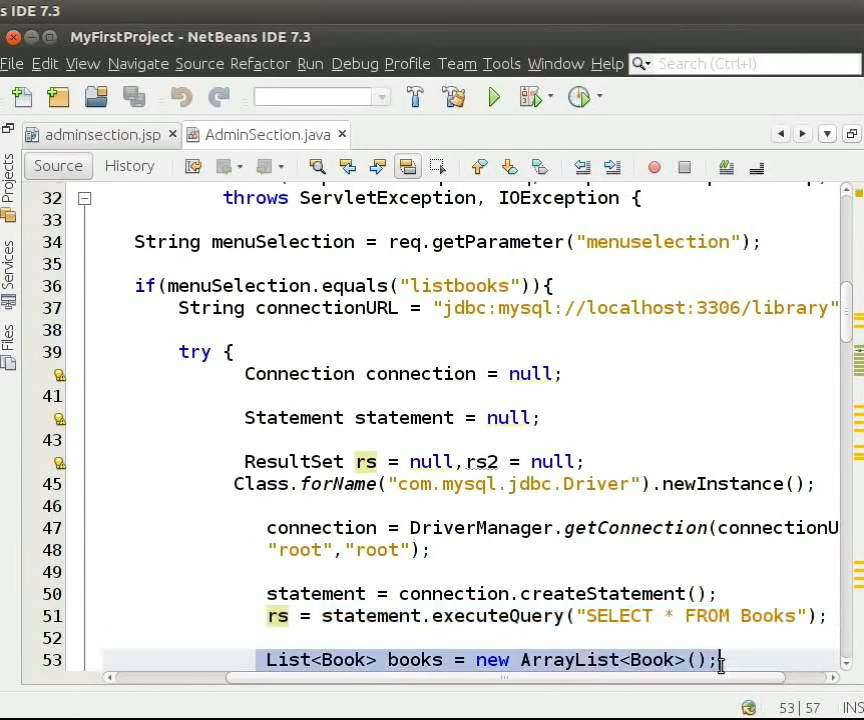 s IDE 7.3
MyFirstProject - NetBeans IDE 7.3
File Edit View Navigate Source Refactor Run Debug Profile Team Tools Window Help Search (Ctrl+I)
adminsection.jsp AdminSection.java
Source History
Projects
Services
Files
32 throws ServletException, IOException {
33
34 String menuSelection = req.getParameter("menuselection");
35
36 if(menuSelection.equals("listbooks")){
37 String connectionURL = "jdbc:mysql://localhost:3306/library"
38
39 try {
Connection connection = null;
41
Statement statement = null;
43
ResultSet rs = null,rs2 = null;
45 Class.forName("com.mysql.jdbc.Driver").newInstance();
46
47 connection = DriverManager.getConnection(connectionU
48 "root","root");
49
50 statement = connection.createStatement();
51 rs = statement.executeQuery("SELECT * FROM Books");
52
53 List<Book> books = new ArrayList<Book>();
53 | 57 INS